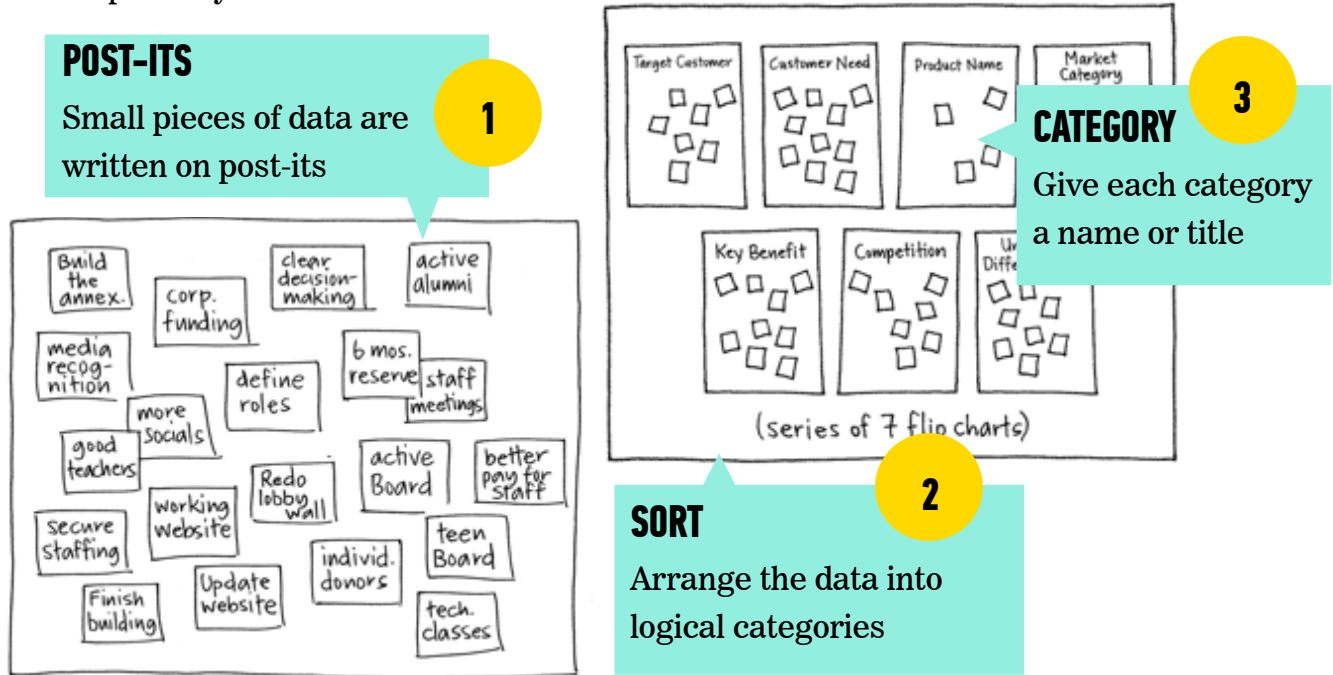 POST-ITS
Small pieces of data are
written on post-its
1
Build
the
annex.
corp.
funding
clear
decision-
making
active
alumni
media
recog-
nition
define
roles
6 mos.
reserve
staff
meetings
more
socials
good
teachers
active
Board
better
pay for
staff
Redo
lobby
wall
working
website
secure
staffing
individ.
donors
teen
Board
Finish
building
Update
website
tech.
classes
Target Customer
Customer Need
Product Name
Market
Category
3
CATEGORY
Give each category
a name or title
Key Benefit
Competition
(series of 7 flip charts)
2
SORT
Arrange the data into
logical categories